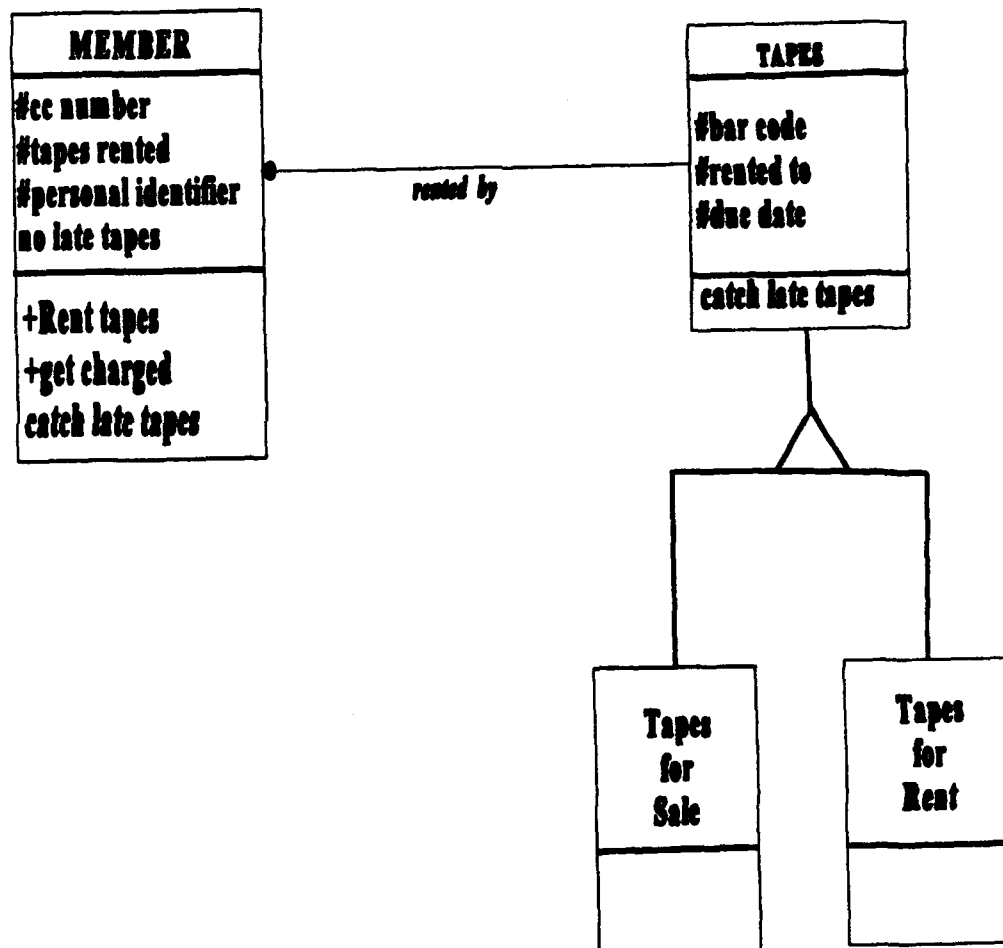 MEMBER
#cc number
#tapes rented
#personal identifier
no late tapes
+Rent tapes
+get charged
catch late tapes
rented by
TAPES
#bar code
#rented to
#due date
catch late tapes
Tapes
for
Sale
Tapes
for
Rent